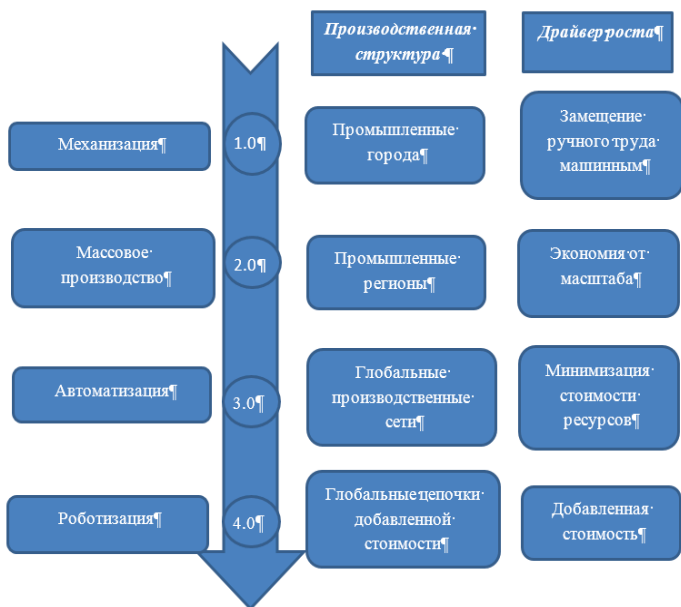 Производственная·
структура·¶
Драйвер·роста¶
Механизация¶
1.0¶
Промышленные·
города¶
Замещение·
ручного·труда·
машинным¶
Массовое·
производство¶
2.0¶
Промышленные·
регионы¶
Экономия·от·
масштаба¶
Автоматизация¶
3.0¶
Глобальные·
производственные·
сети¶
Минимизация·
стоимости·
ресурсов¶
Роботизация¶
4.0¶
Глобальные·цепочки·
добавленной·
стоимости¶
Добавленная·
стоимость¶